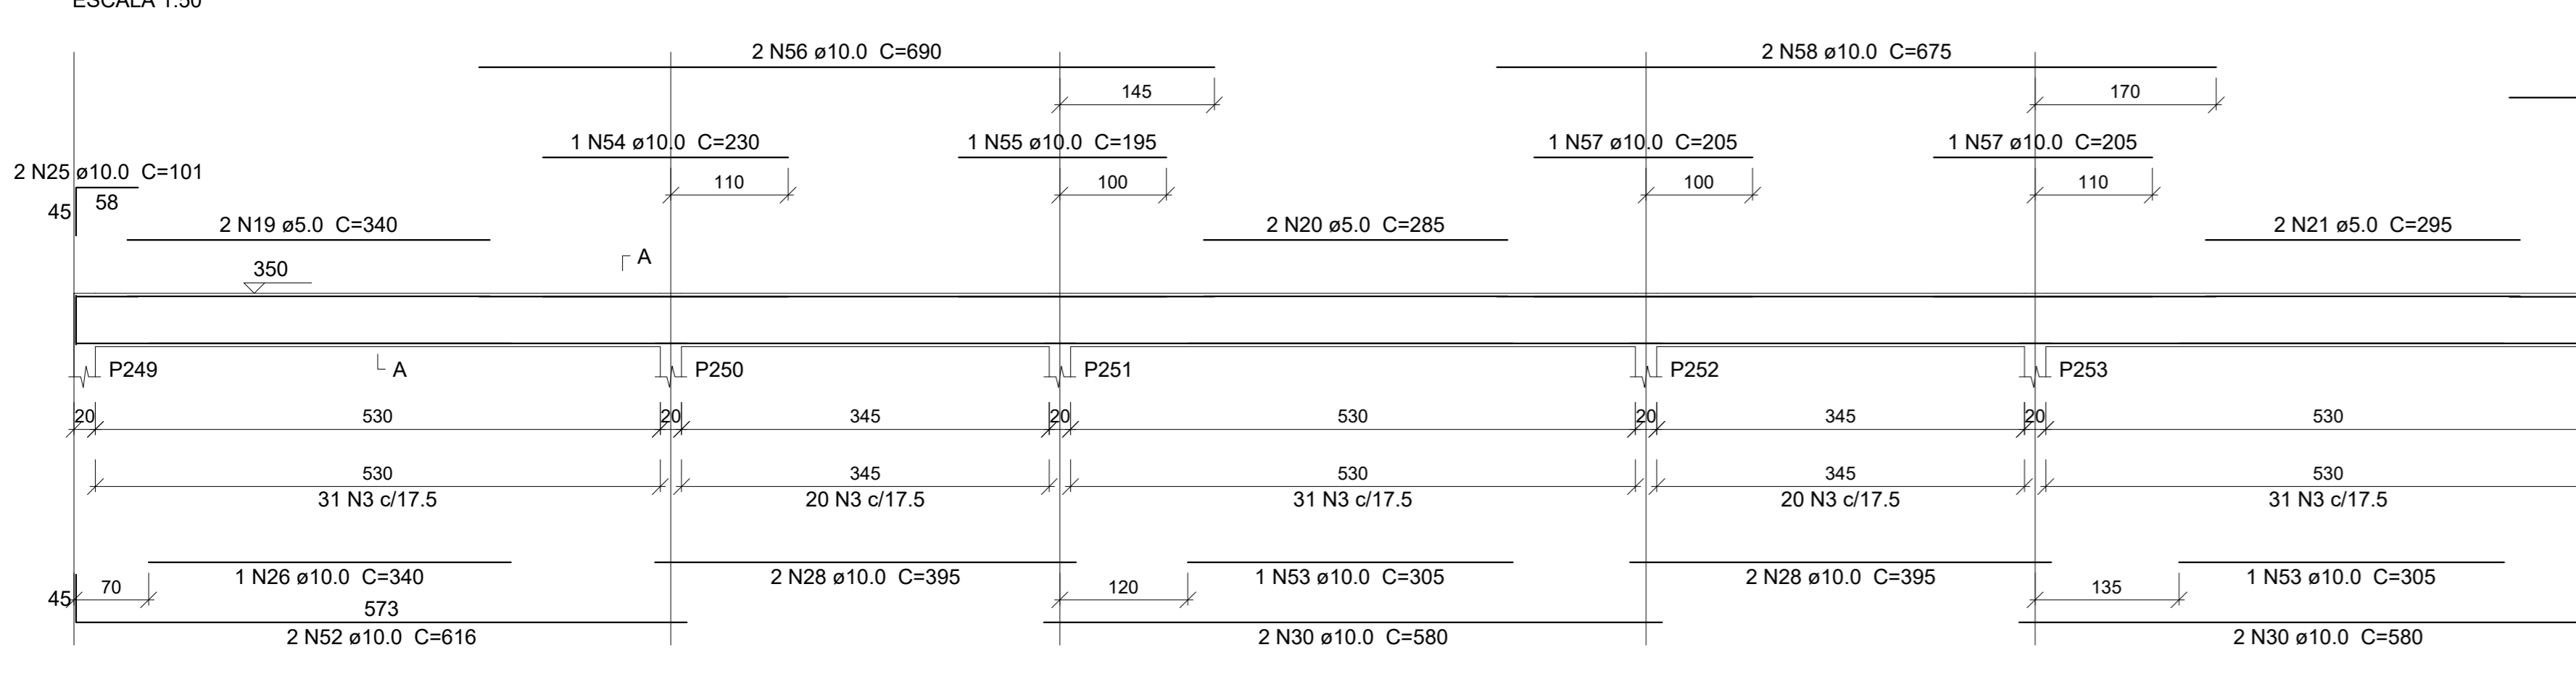 ESCALA 1:50
2 N56 ø10.0 C=690
2 N58 ø10.0 C=675
145
170
1 N54 ø10.0 C=230
1 N55 ø10.0 C=195
1 N57 ø10.0 C=205
1 N57 ø10.0 C=205
2 N25 ø10.0 C=101
110
100
100
110
45
58
2 N19 ø5.0 C=340
2 N20 ø5.0 C=285
2 N21 ø5.0 C=295
A
350
P249
A
P250
P251
P252
P253
20
530
20
345
20
530
20
345
20
530
530
345
530
345
530
31 N3 c/17.5
20 N3 c/17.5
31 N3 c/17.5
20 N3 c/17.5
31 N3 c/17.5
1 N26 ø10.0 C=340
2 N28 ø10.0 C=395
1 N53 ø10.0 C=305
2 N28 ø10.0 C=395
1 N53 ø10.0 C=305
45
70
120
135
573
2 N52 ø10.0 C=616
2 N30 ø10.0 C=580
2 N30 ø10.0 C=580